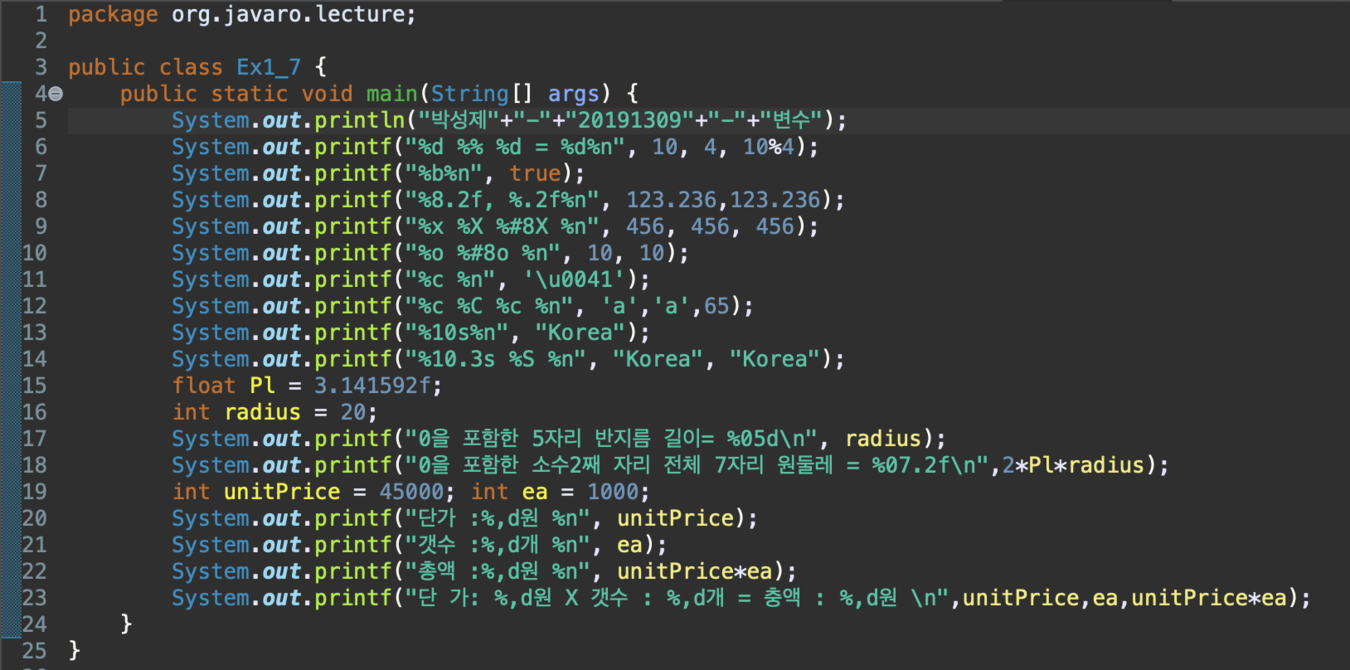 1 package org.javaro.lecture;
2
3 public class Ex1_7 {
4 public static void main(String[] args) {
5 System.out.println("박성제"+"-"+"20191309"+"-"+"변수");
6 System.out.printf("%d %% %d = %d%n", 10, 4, 10%4);
7 System.out.printf("%b%n", true);
8 System.out.printf("%8.2f, %.2f%n", 123.236,123.236);
9 System.out.printf("%x %X %#8X %n", 456, 456, 456);
10 System.out.printf("%o %#8o %n", 10, 10);
11 System.out.printf("%c %n", '\u0041');
12 System.out.printf("%c %C %c %n", 'a','a',65);
13 System.out.printf("%10s%n", "Korea");
14 System.out.printf("%10.3s %S %n", "Korea", "Korea");
15 float Pl = 3.141592f;
16 int radius = 20;
17 System.out.printf("0을 포함한 5자리 반지름 길이= %05d\n", radius);
18 System.out.printf("0을 포함한 소수2째 자리 전체 7자리 원둘레 = %07.2f\n",2*Pl*radius);
19 int unitPrice = 45000; int ea = 1000;
20 System.out.printf("단가 :%,d원 %n", unitPrice);
21 System.out.printf("갯수 :%,d개 %n", ea);
22 System.out.printf("총액 :%,d원 %n", unitPrice*ea);
23 System.out.printf("단 가: %,d원 X 갯수 : %,d개 = 총액 : %,d원 \n",unitPrice,ea,unitPrice*ea);
24 }
25 }